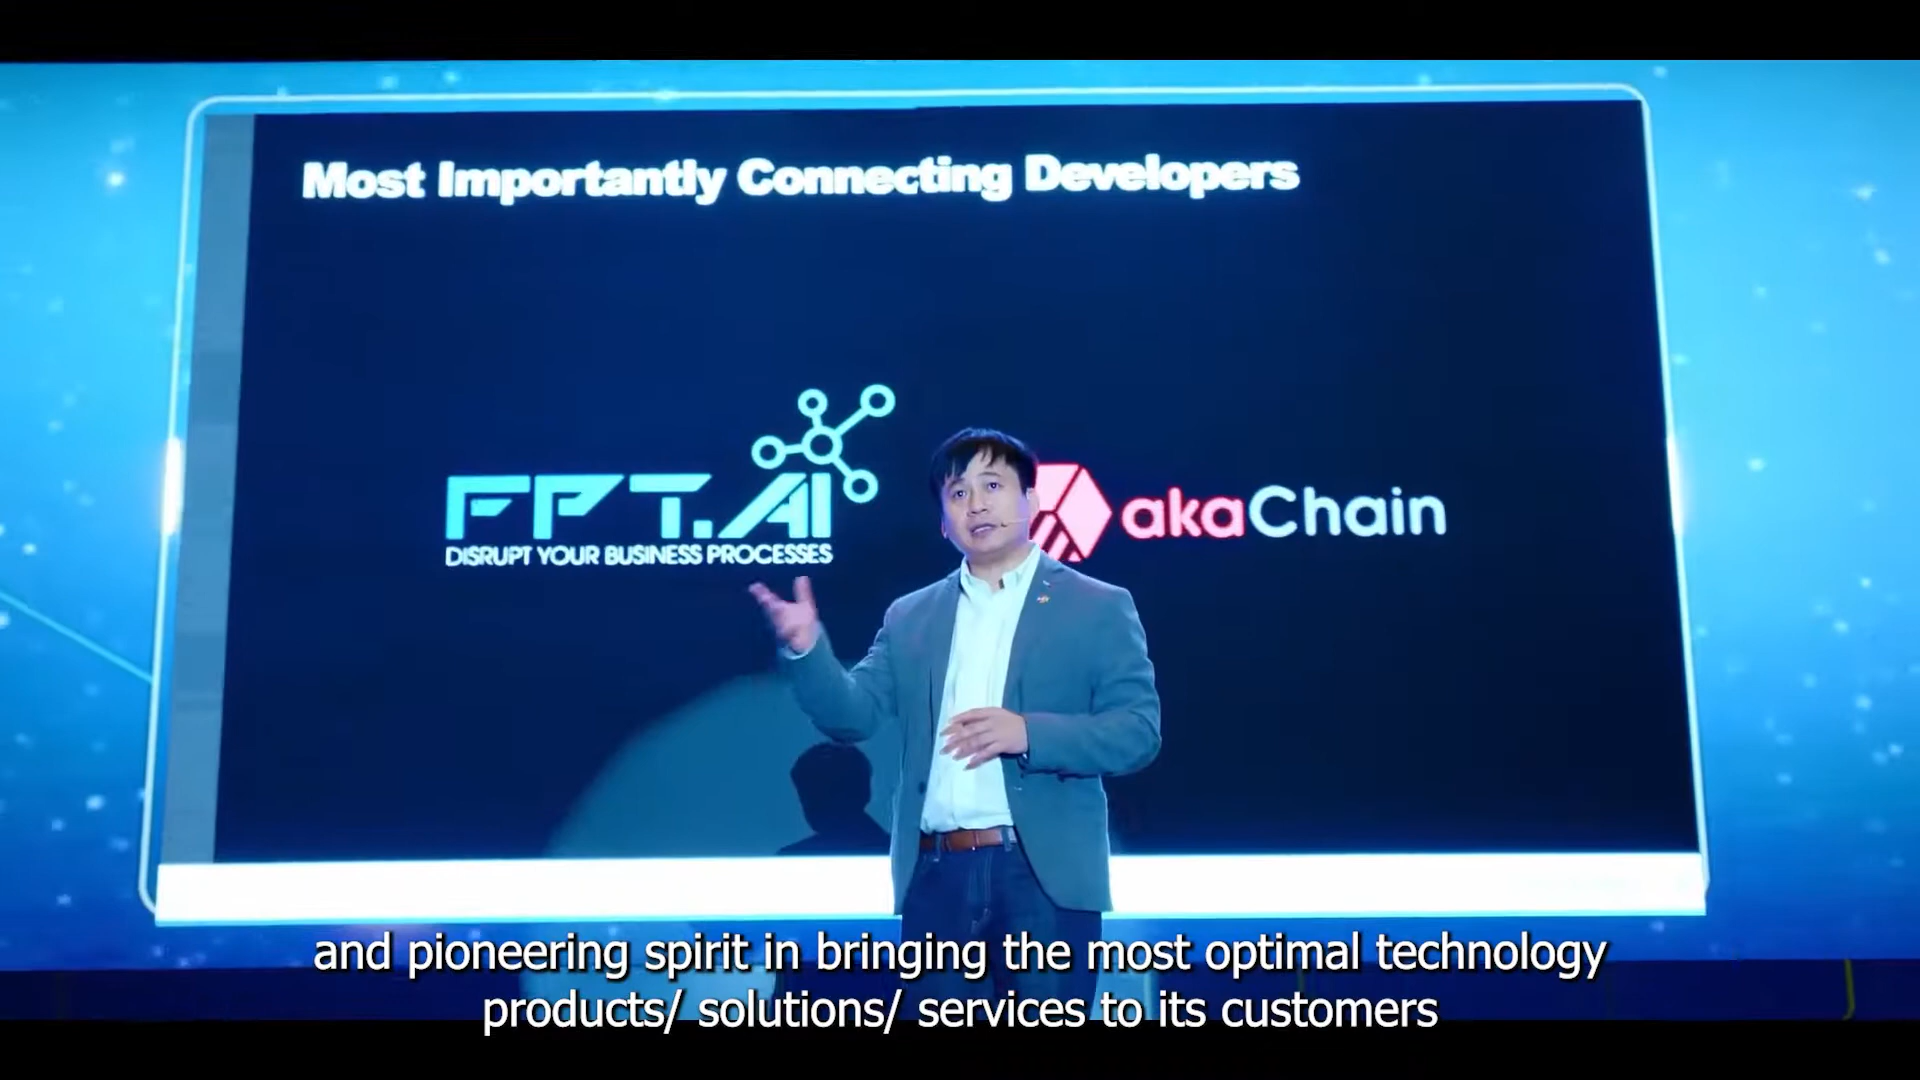 Most Importantly Connecting Developers
FPT.AI
DISRUPT YOUR BUSINESS PROCESSES
akaChain
and pioneering spirit in bringing the most optimal technology
products/ solutions/ services to its customers